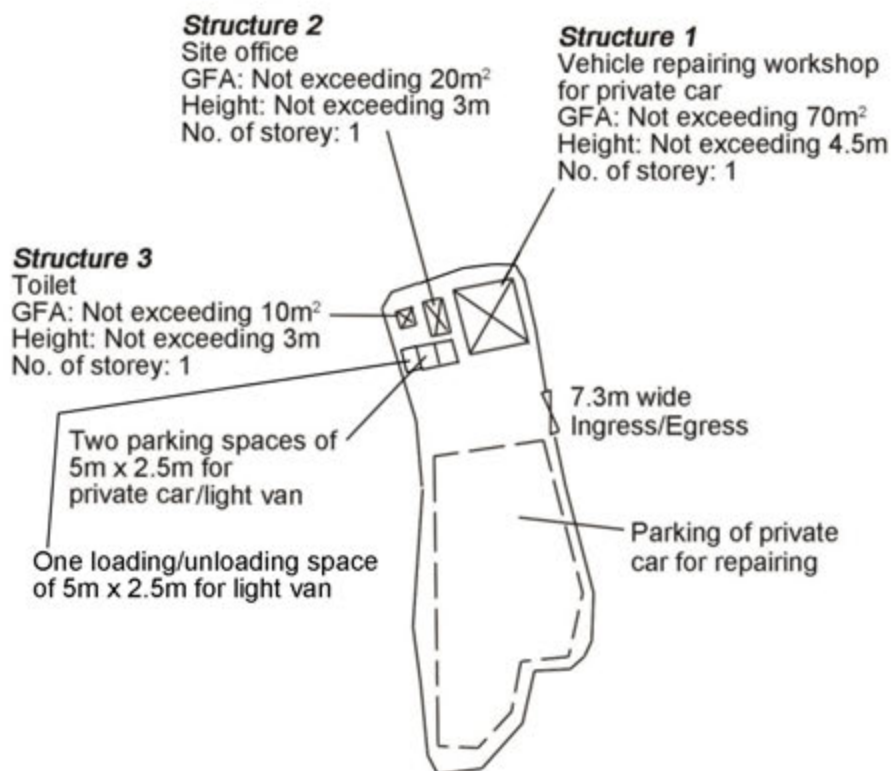 Structure 2
Site office
GFA: Not exceeding 20m²
Height: Not exceeding 3m
No. of storey: 1
Structure 1
Vehicle repairing workshop
for private car
GFA: Not exceeding 70m²
Height: Not exceeding 4.5m
No. of storey: 1
Structure 3
Toilet
GFA: Not exceeding 10m²
Height: Not exceeding 3m
No. of storey: 1
7.3m wide
Ingress/Egress
Two parking spaces of
5m x 2.5m for
private car/light van
Parking of private
car for repairing
One loading/unloading space
of 5m x 2.5m for light van